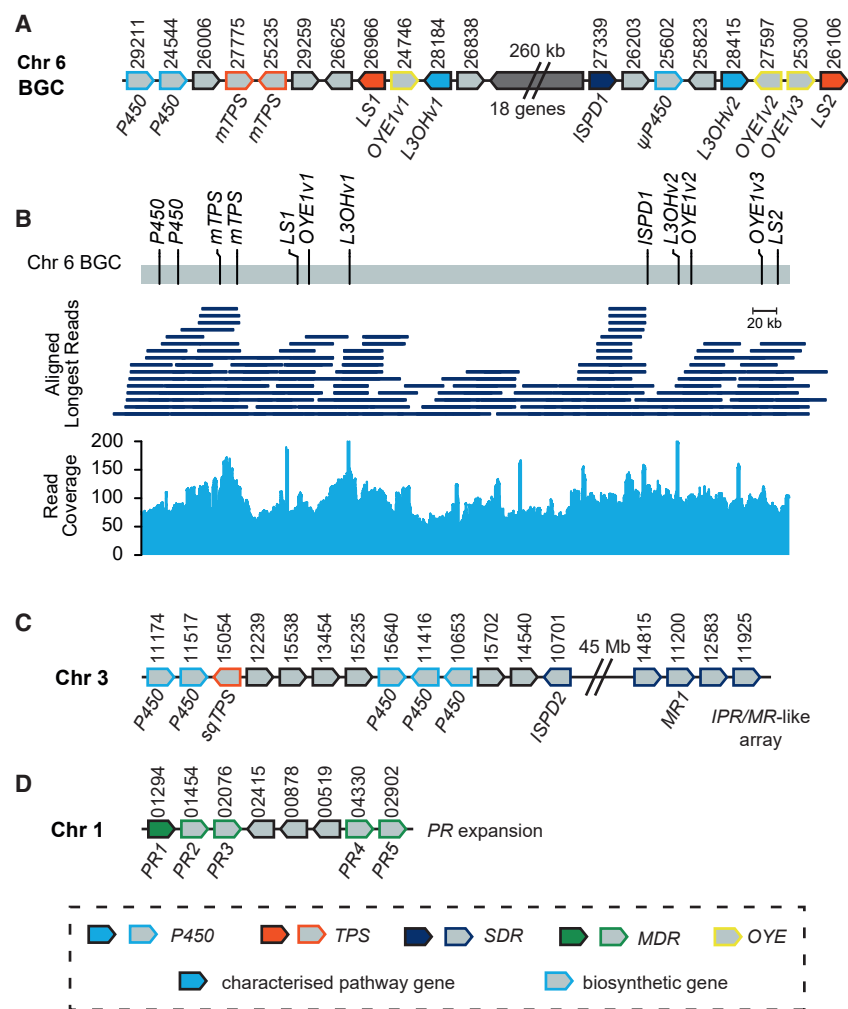 A
Chr 6
BGC
29211 24544 26006 27775 25235 29259 26625 26966 24746 28184 26838 260 kb 27339 26203 25602 25823 28415 27597 25300 26106
18 genes
P450 P450 mTPS mTPS LS1 OYE1v1 L3OHv1 ISPD1 ψP450 L3OHv2 OYE1v2 OYE1v3 LS2
B
P450 P450 mTPS mTPS LS1 OYE1v1 L3OHv1 ISPD1 L3OHv2 OYE1v2 OYE1v3 LS2
Chr 6 BGC
20 kb
Aligned
Longest Reads
Read
Coverage
200
150
100
50
0
C
Chr 3
11174 11517 15054 12239 15538 13454 15235 15640 11416 10653 15702 14540 10701 45 Mb 14815 11200 12583 11925
P450 P450 sqTPS P450 P450 P450 ISPD2 MR1
IPR/MR-like
array
D
Chr 1
01294 01454 02076 02415 00878 00519 04330 02902
PR expansion
PR1 PR2 PR3 PR4 PR5
P450 TPS SDR MDR OYE
characterised pathway gene biosynthetic gene